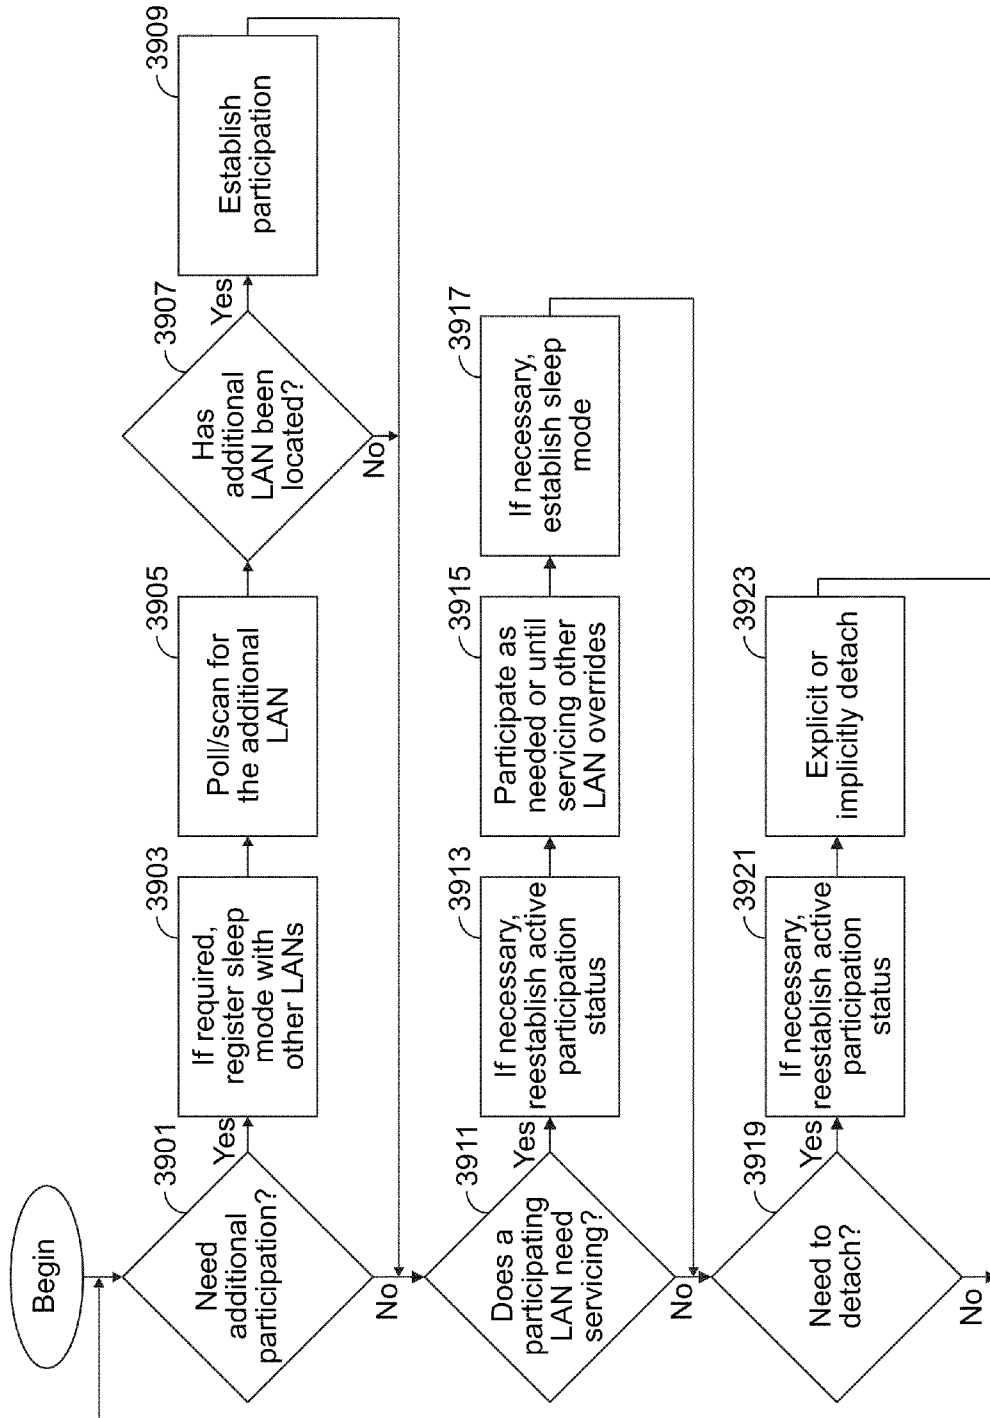 Begin
3901
Need
additional
participation?
Yes
No
3903
If required,
register sleep
mode with
other LANs
3905
Poll/scan for
the additional
LAN
3907
Has
additional
LAN been
located?
Yes
No
3909
Establish
participation
3911
Does a
participating
LAN need
servicing?
Yes
No
3913
If necessary,
reestablish active
participation
status
3915
Participate as
needed or until
servicing other
LAN overrides
3917
If necessary,
establish sleep
mode
3919
Need to
detach?
Yes
No
3921
If necessary,
reestablish active
participation
status
3923
Explicit or
implicitly detach